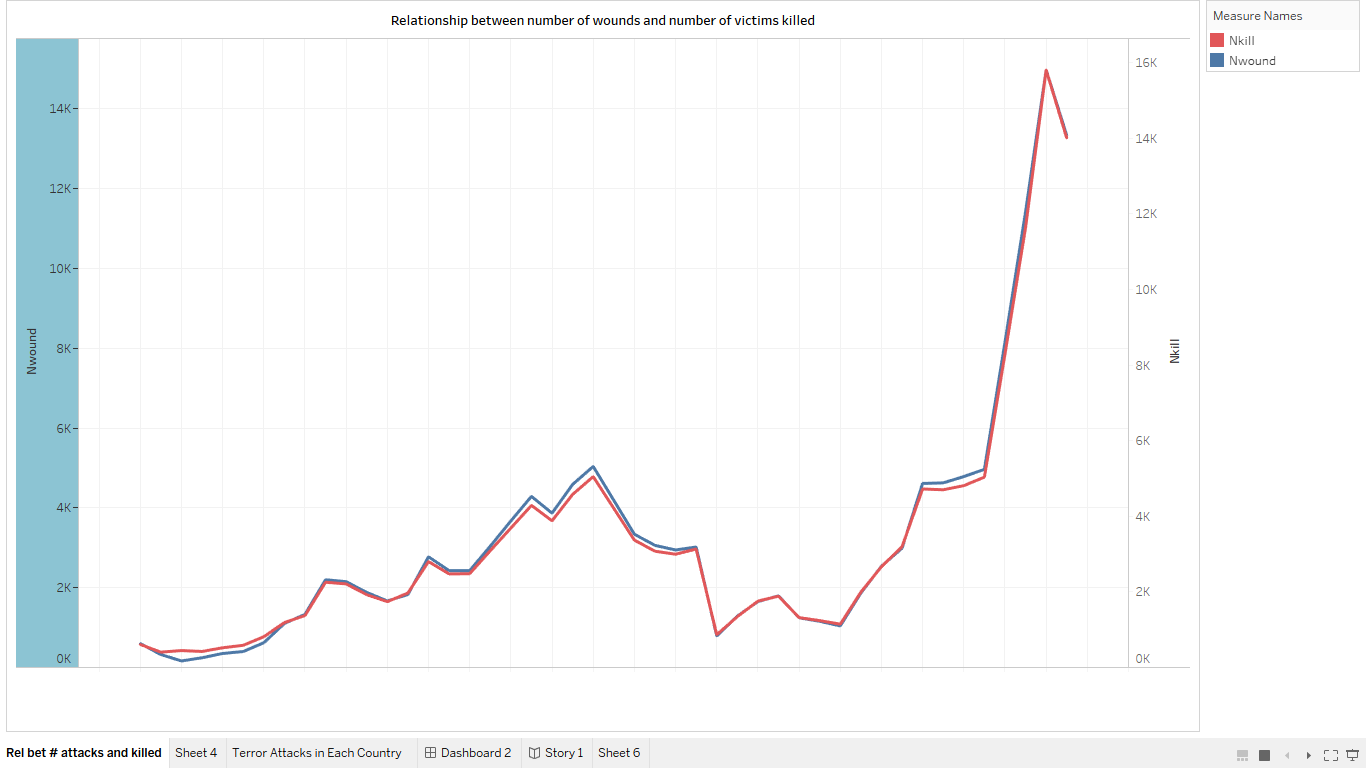 Relationship between number of wounds and number of victims killed
Measure Names
Nkill
Nwound
14K
12K
10K
8K
6K
4K
2K
0K
Nwound
16K
14K
12K
10K
8K
6K
4K
2K
0K
Nkill
Rel bet # attacks and killed Sheet 4 Terror Attacks in Each Country Dashboard 2 Story 1 Sheet 6